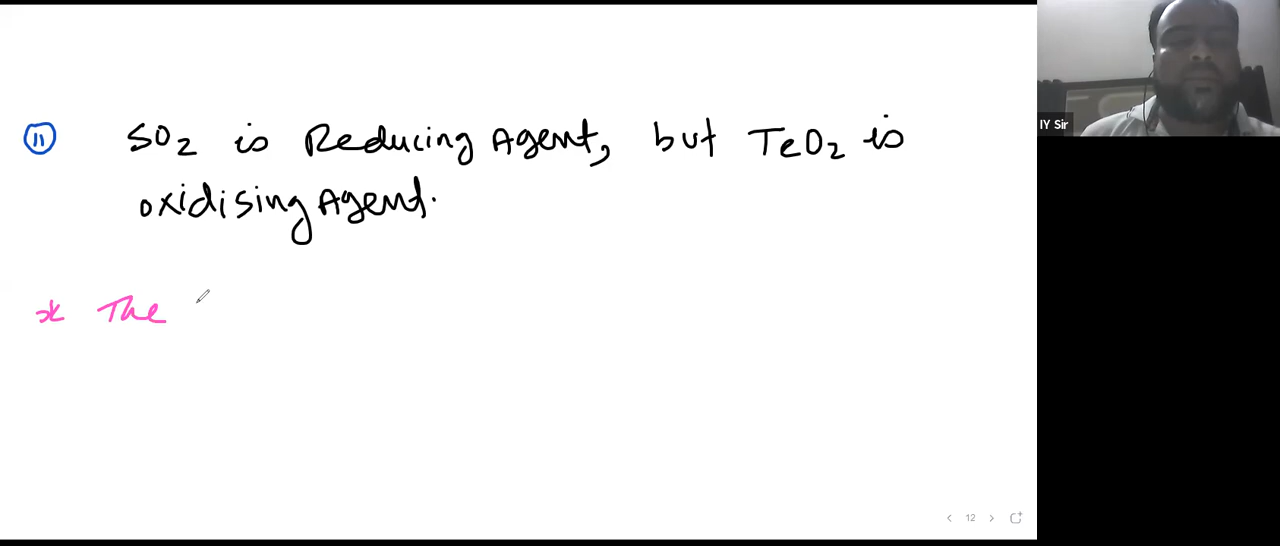 11 SO2 is Reducing Agent, but TeO2 is
oxidising Agent.
* The
IY Sir
< 12 >